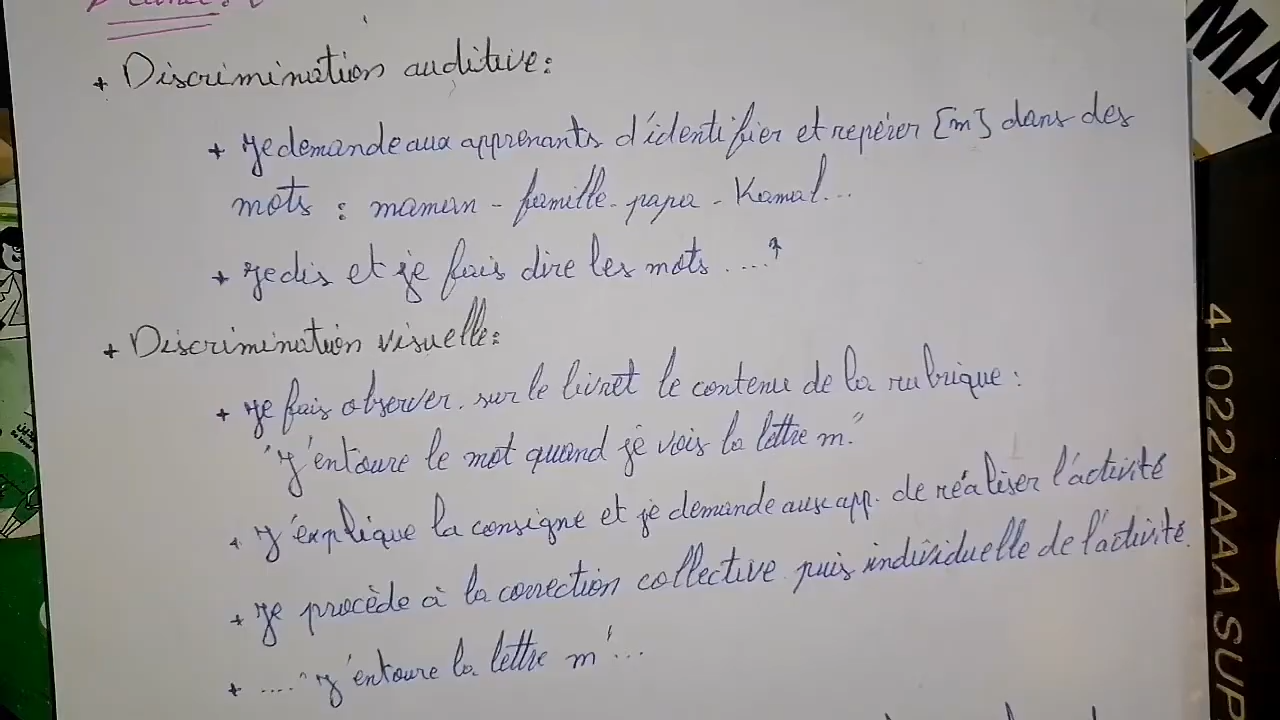 + Discrimination auditive:
+ Je demande aux apprenants d'identifier et repérer [m] dans des
mots : maman - famille - papa - Kamal...
+ Je dis et je fais dire les mots ....
+ Discrimination visuelle:
+ Je fais observer sur le livret le contenu de la rubrique :
"J'entoure le mot quand je vois la lettre m."
+ J'explique la consigne et je demande aux app. de réaliser l'activité
+ Je procède à la correction collective puis individuelle de l'activité.
+ ...." J'entoure la lettre m"...
MA
41022AAAA SUP